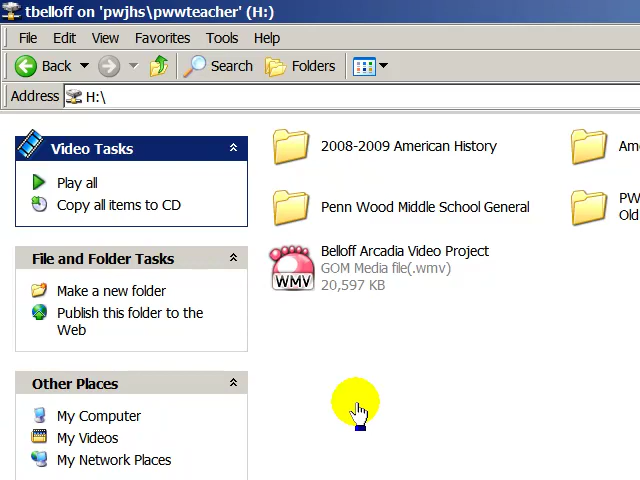 tbelloff on 'pwjhs\pwwteacher' (H:)
File Edit View Favorites Tools Help
Back Search Folders
Address H:\
Video Tasks
Play all
Copy all items to CD
File and Folder Tasks
Make a new folder
Publish this folder to the
Web
Other Places
My Computer
My Videos
My Network Places
2008-2009 American History
Ame
Penn Wood Middle School General
PW
Old
WMV
Belloff Arcadia Video Project
GOM Media file(.wmv)
20,597 KB